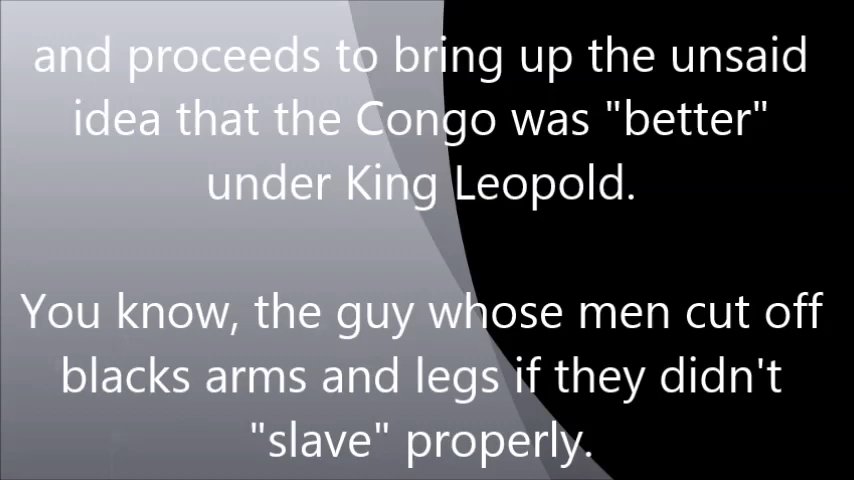 and proceeds to bring up the unsaid
idea that the Congo was "better"
under King Leopold.
You know, the guy whose men cut off
blacks arms and legs if they didn't
"slave" properly.